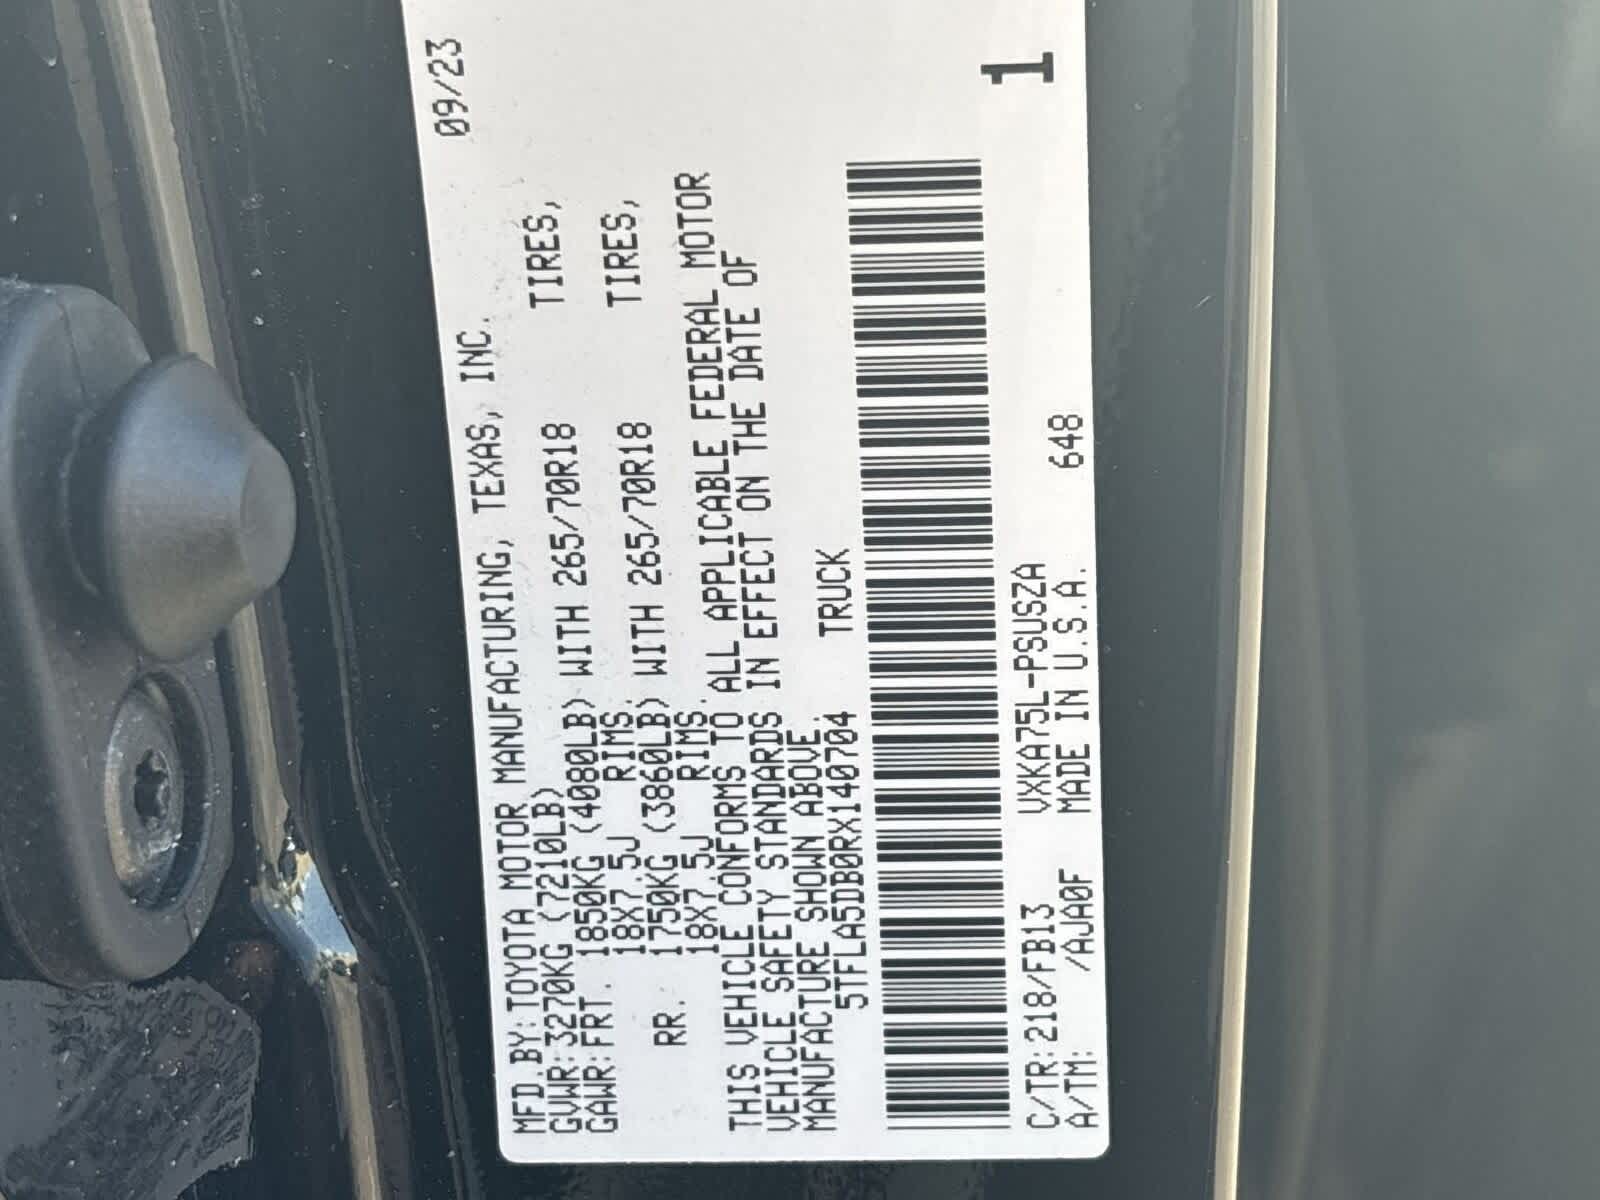 MFD.BY:TOYOTA MOTOR MANUFACTURING, TEXAS, INC. 09/23
GVWR:3270KG (7210LB)
GAWR:FRT. 1850KG (4080LB) WITH 265/70R18 TIRES,
18X7.5J RIMS.
RR. 1750KG (3860LB) WITH 265/70R18 TIRES,
18X7.5J RIMS.
THIS VEHICLE CONFORMS TO ALL APPLICABLE FEDERAL MOTOR
VEHICLE SAFETY STANDARDS IN EFFECT ON THE DATE OF
MANUFACTURE SHOWN ABOVE.
5TFLA5DB0RX140704 TRUCK
1
C/TR:218/FB13 VXKA75L-PSUSZA
A/TM: /AJA0F MADE IN U.S.A. 648